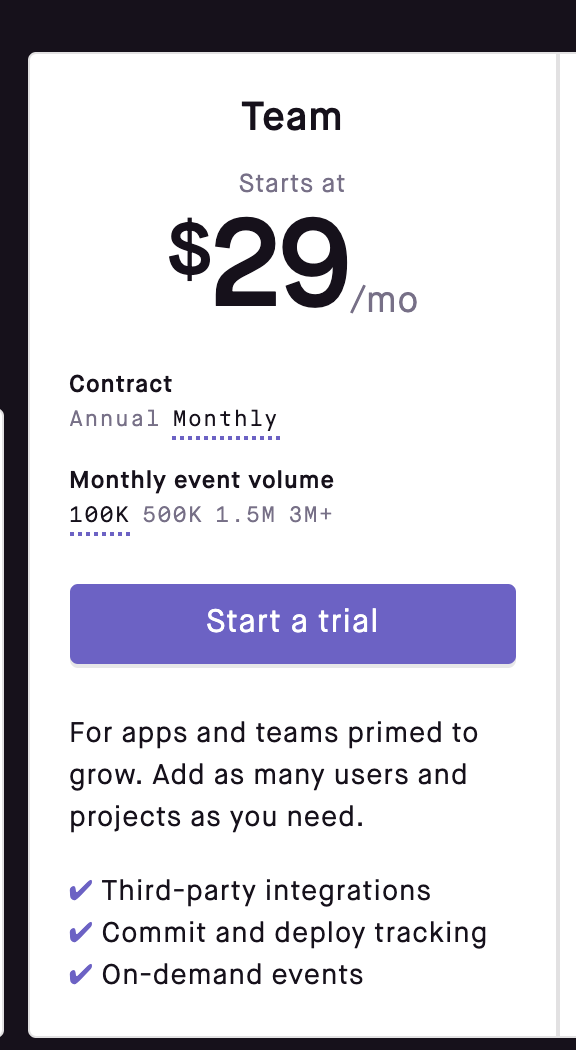 Team
Starts at
$29/mo
Contract
Annual Monthly
Monthly event volume
100K 500K 1.5M 3M+
Start a trial
For apps and teams primed to
grow. Add as many users and
projects as you need.
✔ Third-party integrations
✔ Commit and deploy tracking
✔ On-demand events